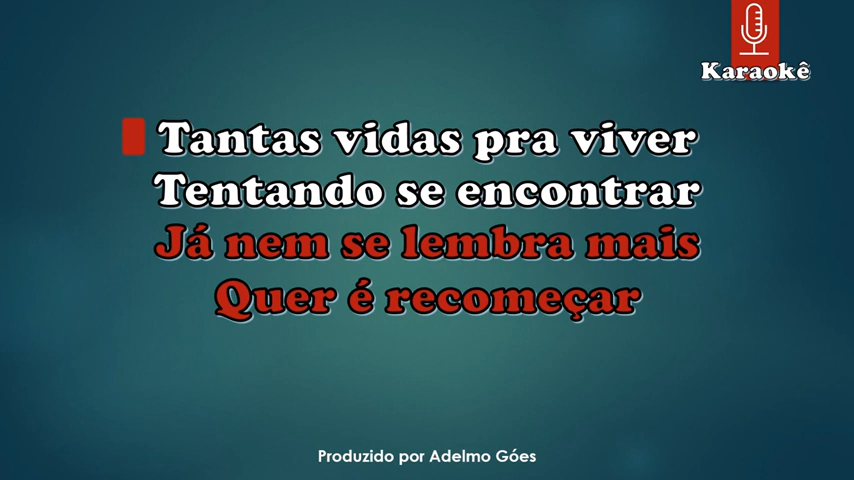 Karaokê
Tantas vidas pra viver
Tentando se encontrar
Já nem se lembra mais
Quer é recomeçar
Produzido por Adelmo Góes